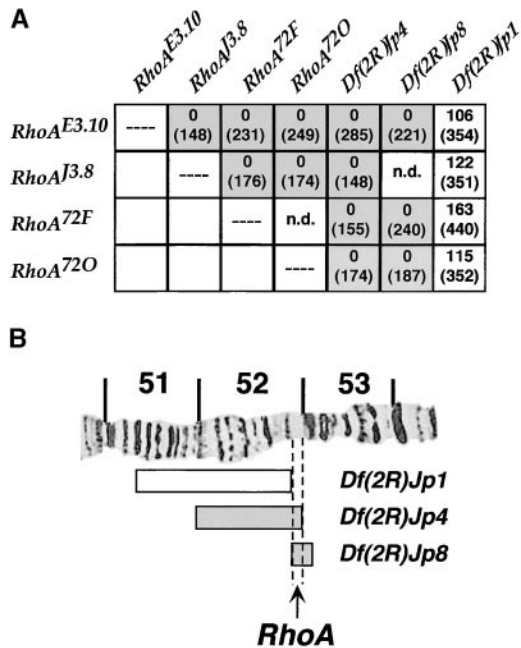 A
RhoAE3.10 RhoAJ3.8 RhoA72F RhoA72O Df(2R)Jp4 Df(2R)Jp8 Df(2R)Jp1
RhoAE3.10 ---- 0 (148) 0 (231) 0 (249) 0 (285) 0 (221) 106 (354)
RhoAJ3.8 ---- 0 (176) 0 (174) 0 (148) n.d. 122 (351)
RhoA72F ---- n.d. 0 (155) 0 (240) 163 (440)
RhoA72O ---- 0 (174) 0 (187) 115 (352)
B
51 52 53
Df(2R)Jp1
Df(2R)Jp4
Df(2R)Jp8
RhoA